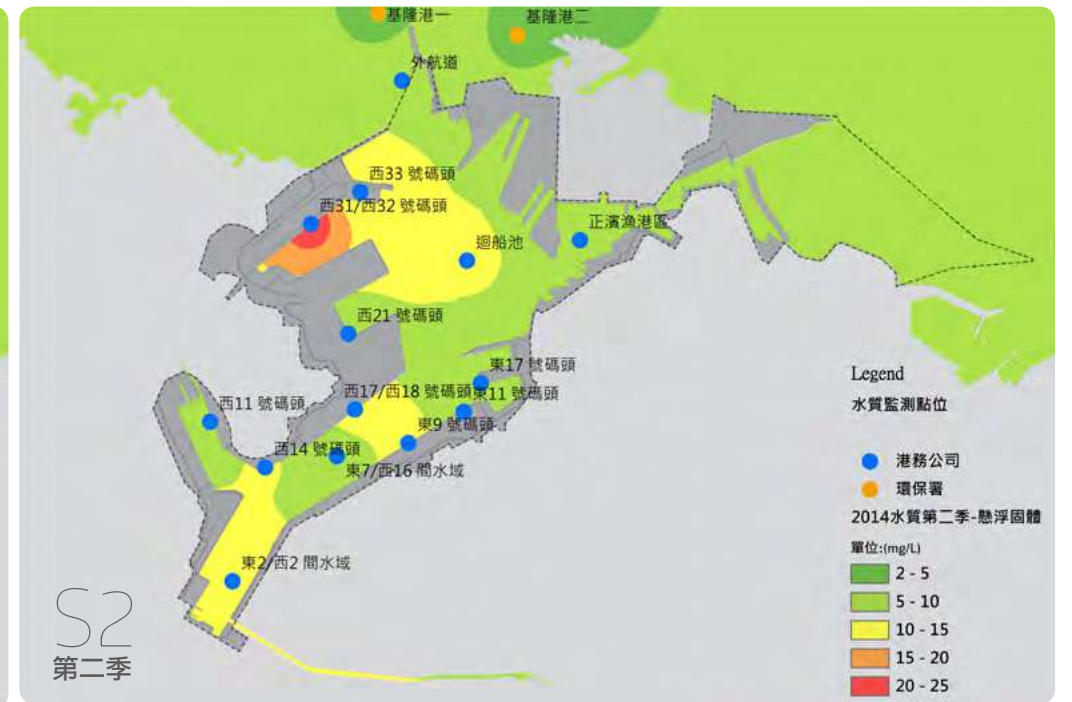 基隆港一
基隆港二
外航道
西33 號碼頭
西31/西32 號碼頭
正濱漁港區
迴船池
西21 號碼頭
東17 號碼頭
西17/西18 號碼頭
東11 號碼頭
西11 號碼頭
東9 號碼頭
西14 號碼頭
東7/西16 間水域
東2/西2 間水域
S2
第二季
Legend
水質監測點位
港務公司
環保署
2014水質第二季-懸浮固體
單位:(mg/L)
2 - 5
5 - 10
10 - 15
15 - 20
20 - 25